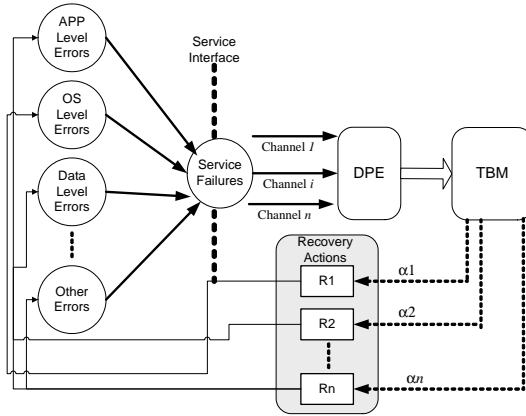 APP
Level
Errors
OS
Level
Errors
Data
Level
Errors
Other
Errors
Service
Interface
Service
Failures
Channel 1
Channel i
Channel n
DPE
TBM
Recovery
Actions
R1
R2
Rn
α1
α2
αn